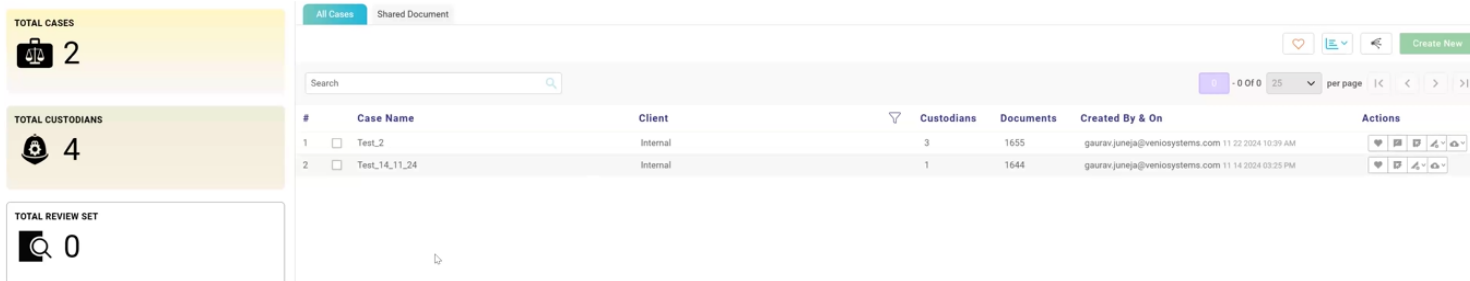 TOTAL CASES
2
TOTAL CUSTODIANS
4
TOTAL REVIEW SET
0
All Cases Shared Document
Create New
Search 0 - 0 Of 0 25 per page
# Case Name Client Custodians Documents Created By & On Actions
1 Test_2 Internal 3 1655 gaurav.juneja@veniosystems.com 11 22 2024 10:39 AM
2 Test_14_11_24 Internal 1 1644 gaurav.juneja@veniosystems.com 11 14 2024 03:25 PM